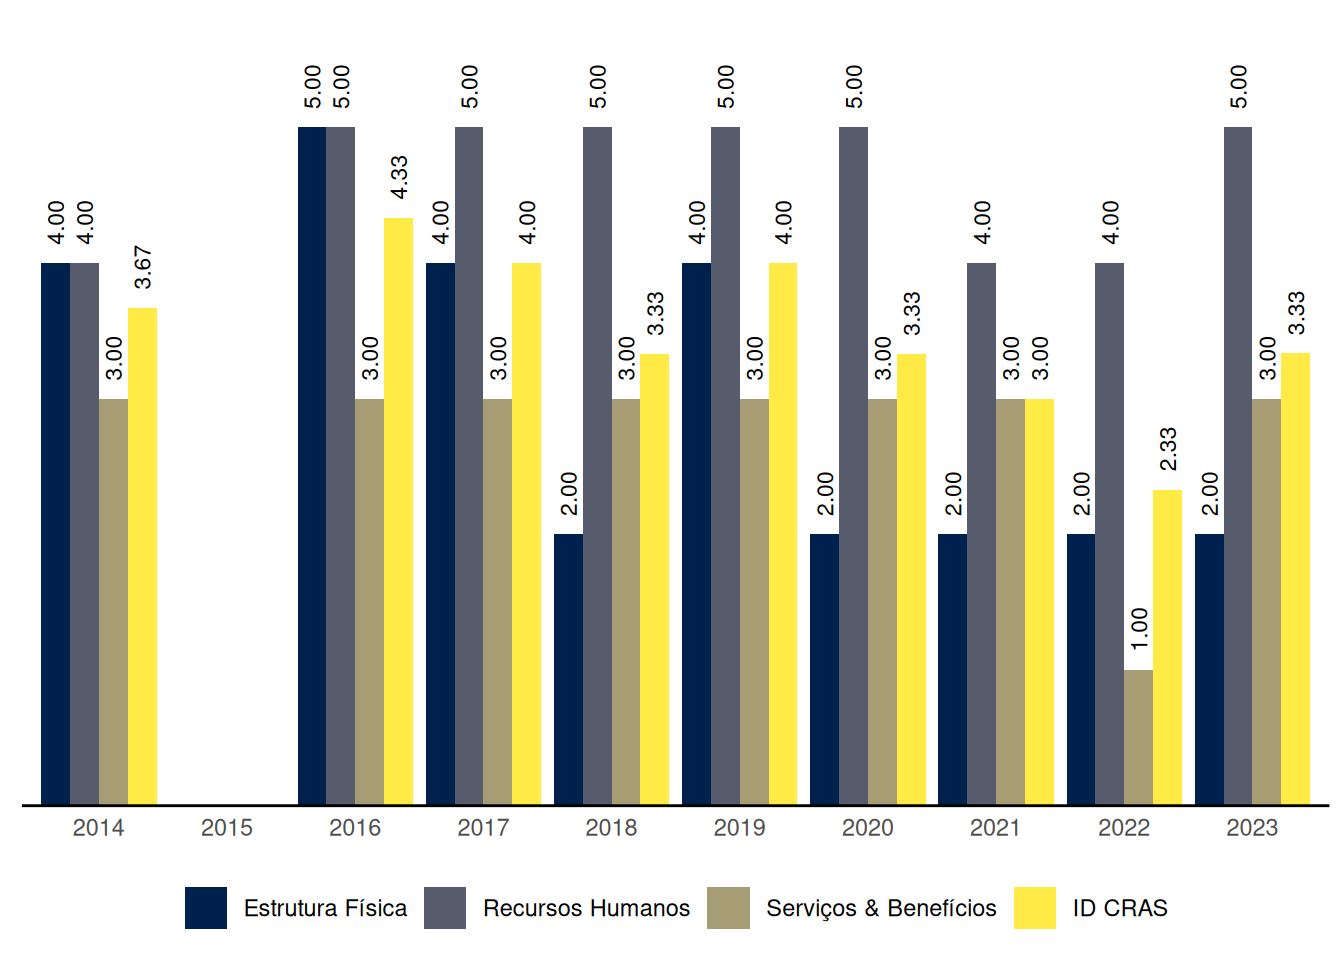 5.00 5.00 5.00 5.00 5.00 5.00 5.00
4.33
4.00 4.00 4.00 4.00 4.00 4.00 4.00 4.00
3.67 3.33 3.33 3.33
3.00 3.00 3.00 3.00 3.00 3.00 3.00 3.00 3.00
2.33
2.00 2.00 2.00 2.00 2.00
1.00
2014 2015 2016 2017 2018 2019 2020 2021 2022 2023
Estrutura Física Recursos Humanos Serviços & Benefícios ID CRAS